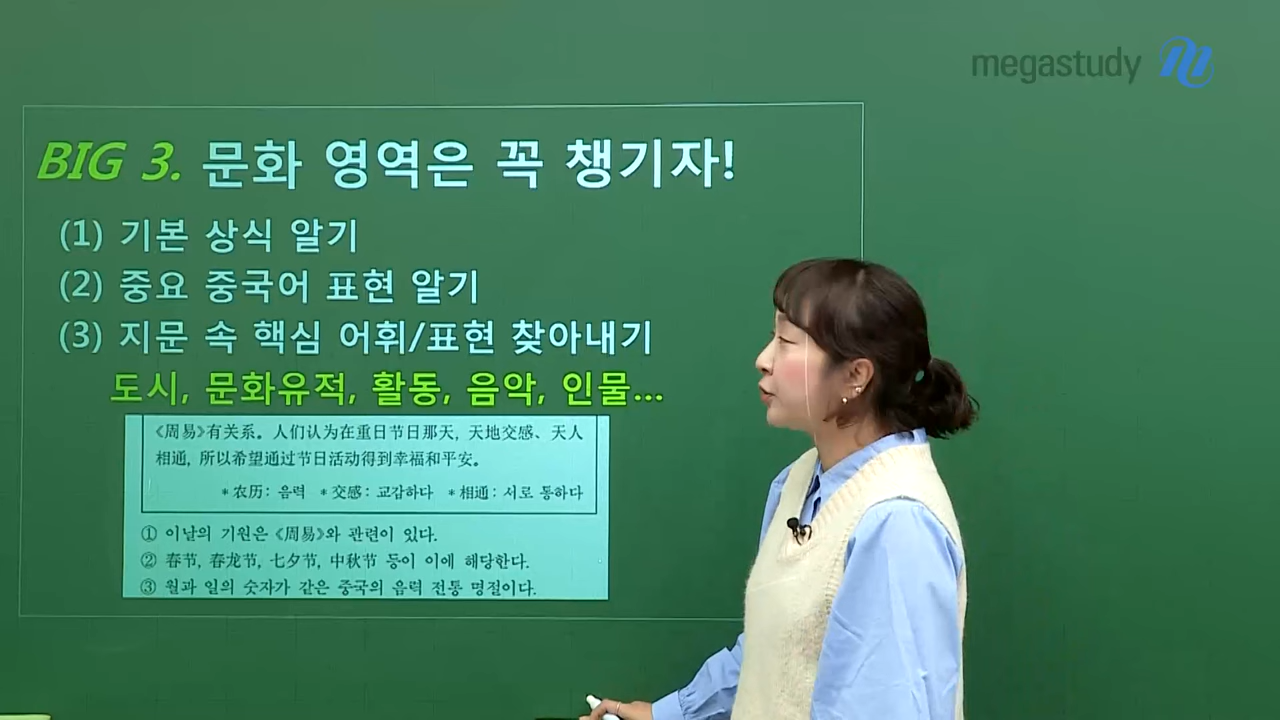 megastudy
BIG 3. 문화 영역은 꼭 챙기자!
(1) 기본 상식 알기
(2) 중요 중국어 표현 알기
(3) 지문 속 핵심 어휘/표현 찾아내기
도시, 문화유적, 활동, 음악, 인물...
《周易》有关系。人们认为在重日节日那天, 天地交感、天人
相通, 所以希望通过节日活动得到幸福和平安。
*农历: 음력 *交感: 교감하다 *相通: 서로 통하다
① 이날의 기원은 《周易》와 관련이 있다.
② 春节, 春龙节, 七夕节, 中秋节 등이 이에 해당한다.
③ 월과 일의 숫자가 같은 중국의 음력 전통 명절이다.